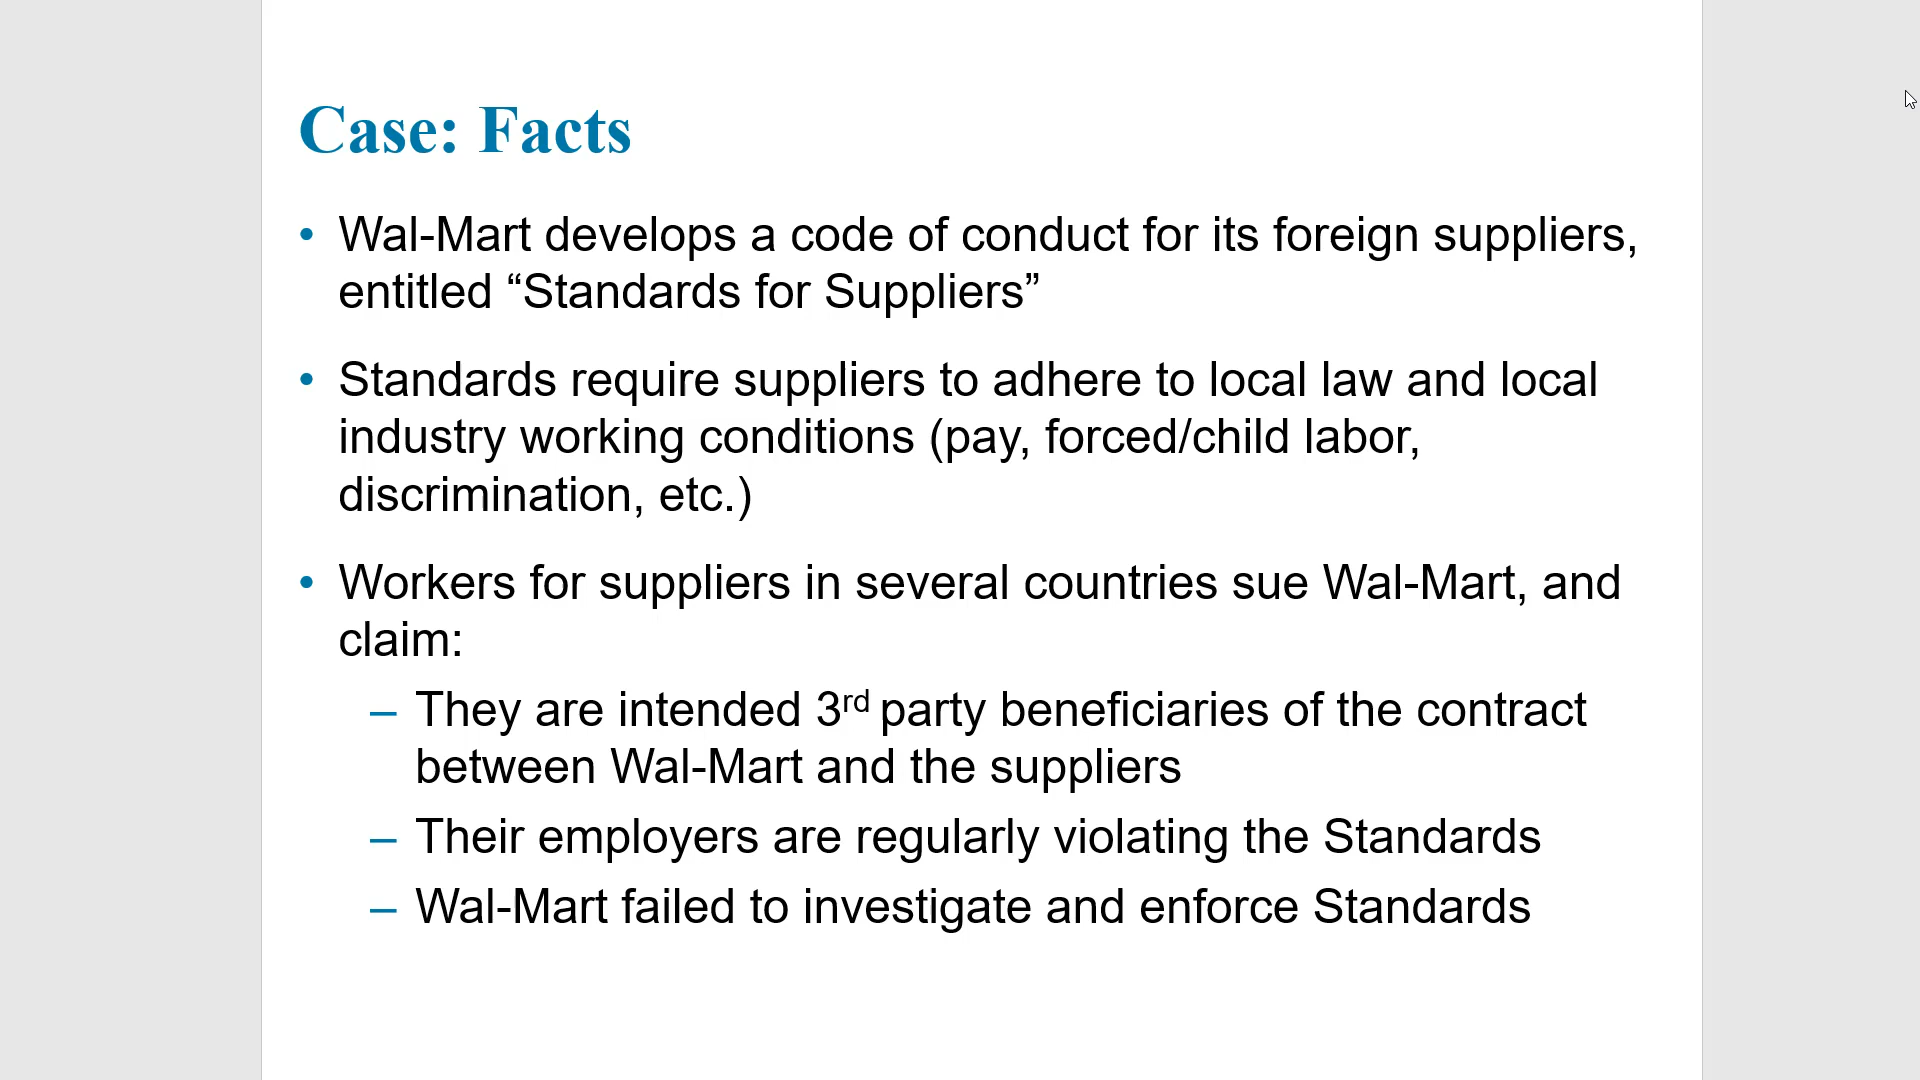 Case: Facts
• Wal-Mart develops a code of conduct for its foreign suppliers,
entitled “Standards for Suppliers”
• Standards require suppliers to adhere to local law and local
industry working conditions (pay, forced/child labor,
discrimination, etc.)
• Workers for suppliers in several countries sue Wal-Mart, and
claim:
– They are intended 3rd party beneficiaries of the contract
between Wal-Mart and the suppliers
– Their employers are regularly violating the Standards
– Wal-Mart failed to investigate and enforce Standards